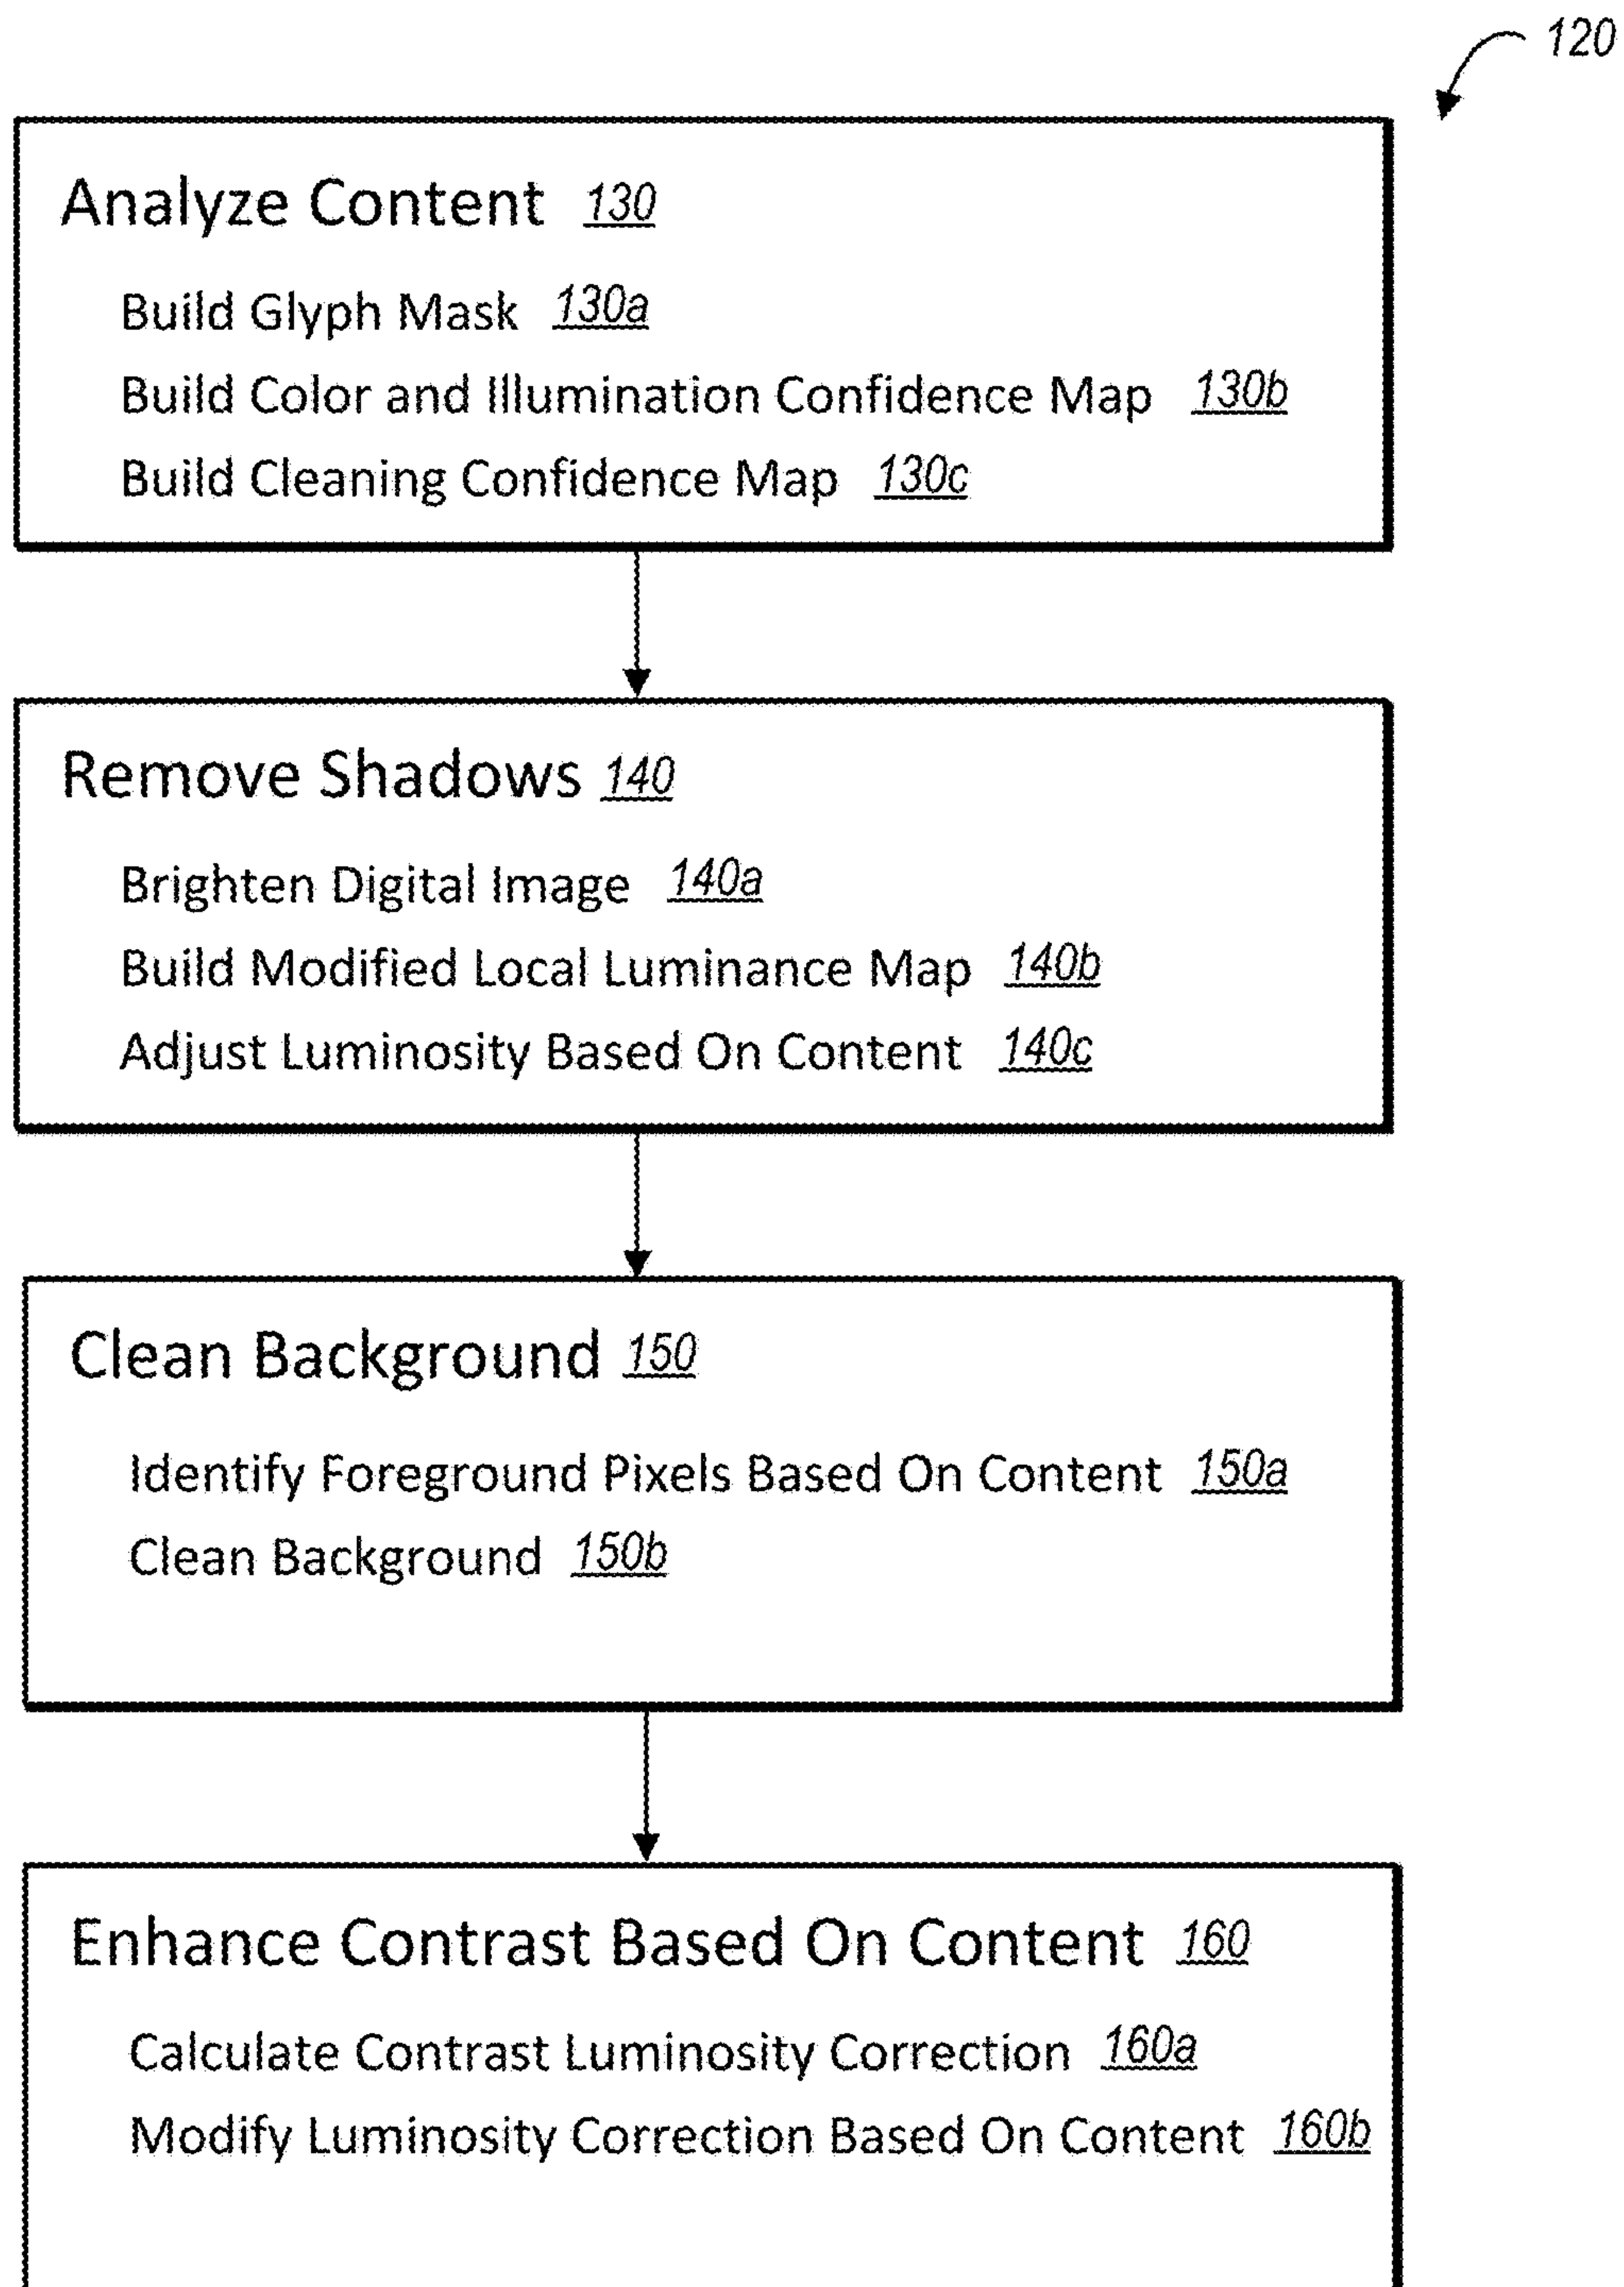 120
Analyze Content 130
Build Glyph Mask 130a
Build Color and Illumination Confidence Map 130b
Build Cleaning Confidence Map 130c
Remove Shadows 140
Brighten Digital Image 140a
Build Modified Local Luminance Map 140b
Adjust Luminosity Based On Content 140c
Clean Background 150
Identify Foreground Pixels Based On Content 150a
Clean Background 150b
Enhance Contrast Based On Content 160
Calculate Contrast Luminosity Correction 160a
Modify Luminosity Correction Based On Content 160b